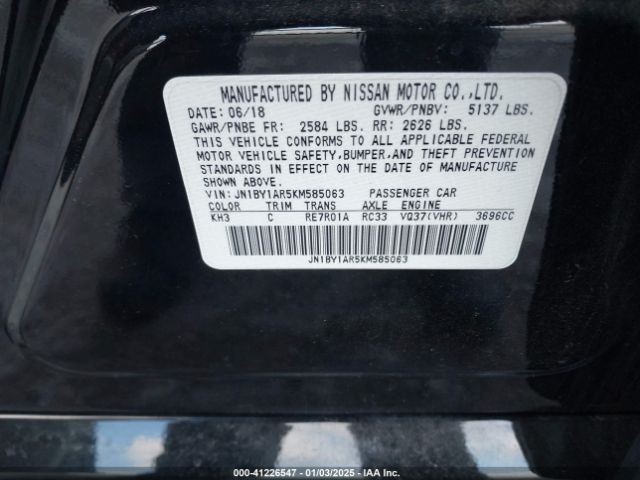 MANUFACTURED BY NISSAN MOTOR CO.,LTD.
DATE: 06/18 GVWR/PNBV: 5137 LBS.
GAWR/PNBE FR: 2584 LBS. RR: 2626 LBS.
THIS VEHICLE CONFORMS TO ALL APPLICABLE FEDERAL
MOTOR VEHICLE SAFETY,BUMPER,AND THEFT PREVENTION
STANDARDS IN EFFECT ON THE DATE OF MANUFACTURE
SHOWN ABOVE.
VIN: JN1BY1AR5KM585063 PASSENGER CAR
COLOR TRIM TRANS AXLE ENGINE
KH3 C RE7R01A RC33 VQ37(VHR) 3696CC
JN1BY1AR5KM585063
000-41226547 - 01/03/2025 - IAA Inc.